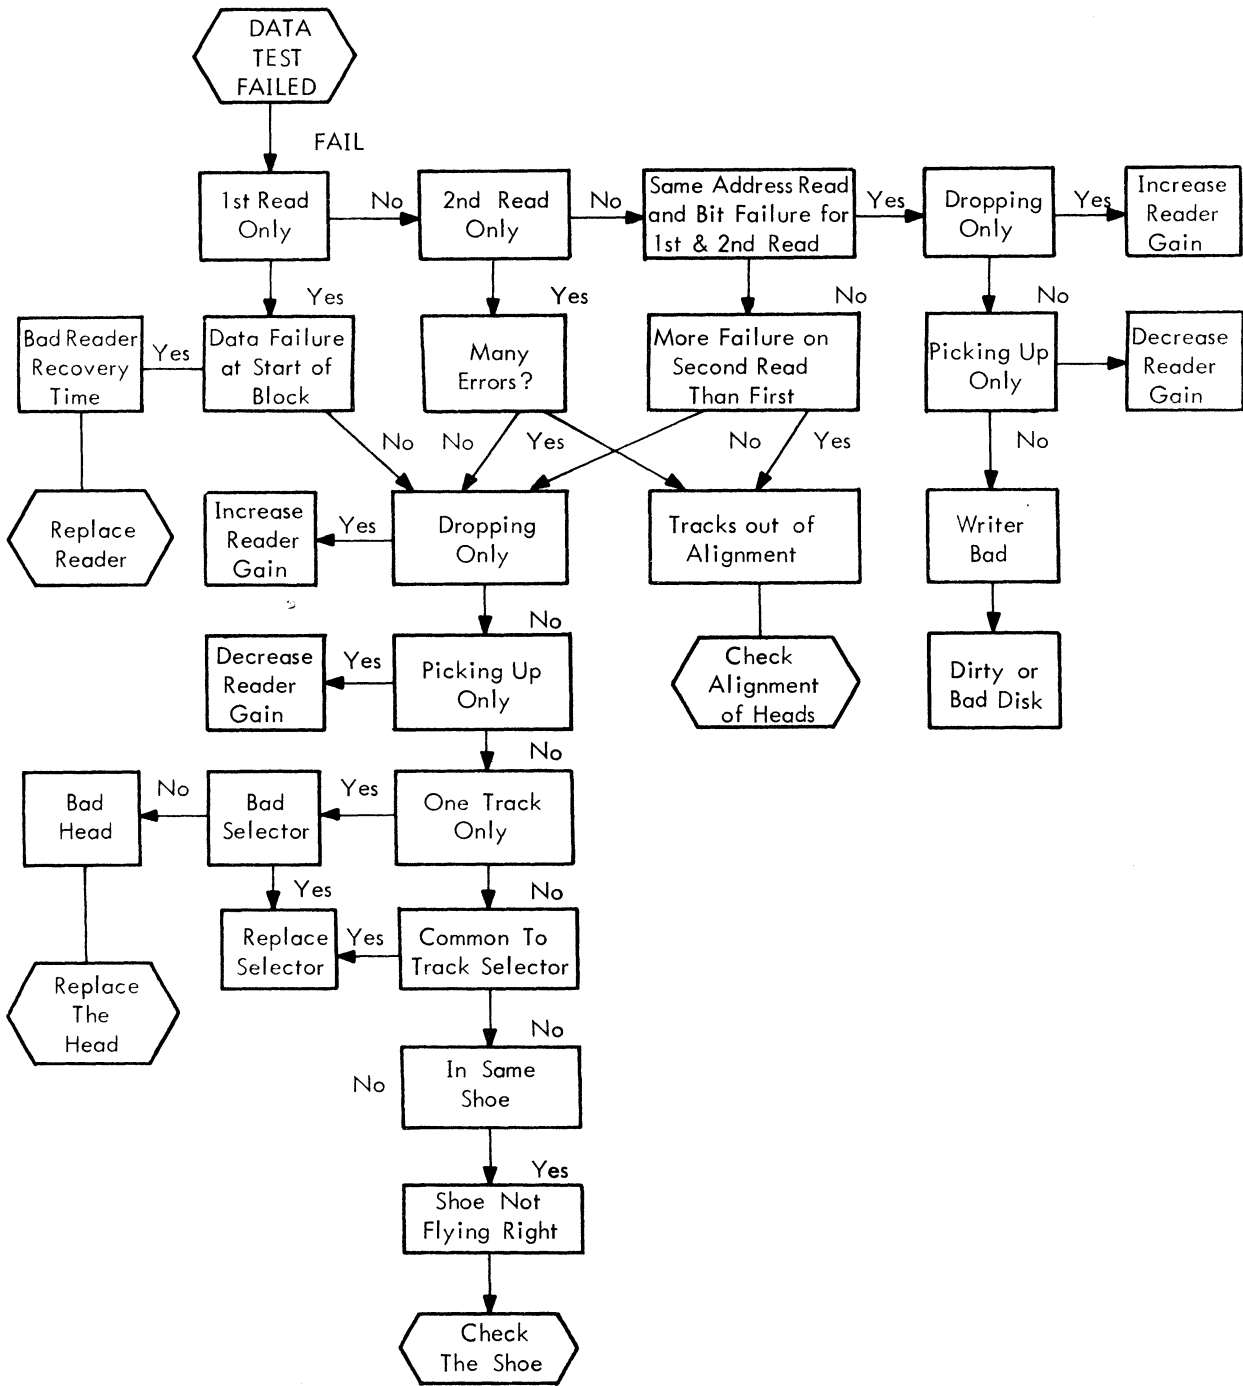 DATA
TEST
FAILED
FAIL
1st Read
Only
No
2nd Read
Only
No
Same Address Read
and Bit Failure for
1st & 2nd Read
Yes
Dropping
Only
Yes
Increase
Reader
Gain
Yes
Yes
No
No
Bad Reader
Recovery
Time
Yes
Data Failure
at Start of
Block
Many
Errors?
More Failure on
Second Read
Than First
Picking Up
Only
Decrease
Reader
Gain
No
No
Yes
No
Yes
No
Replace
Reader
Increase
Reader
Gain
Yes
Dropping
Only
Tracks out of
Alignment
Writer
Bad
No
Decrease
Reader
Gain
Yes
Picking Up
Only
Check
Alignment
of Heads
Dirty or
Bad Disk
No
Bad
Head
No
Bad
Selector
Yes
One Track
Only
Yes
No
Replace
Selector
Yes
Common To
Track Selector
Replace
The
Head
No
No
In Same
Shoe
Yes
Shoe Not
Flying Right
Check
The Shoe